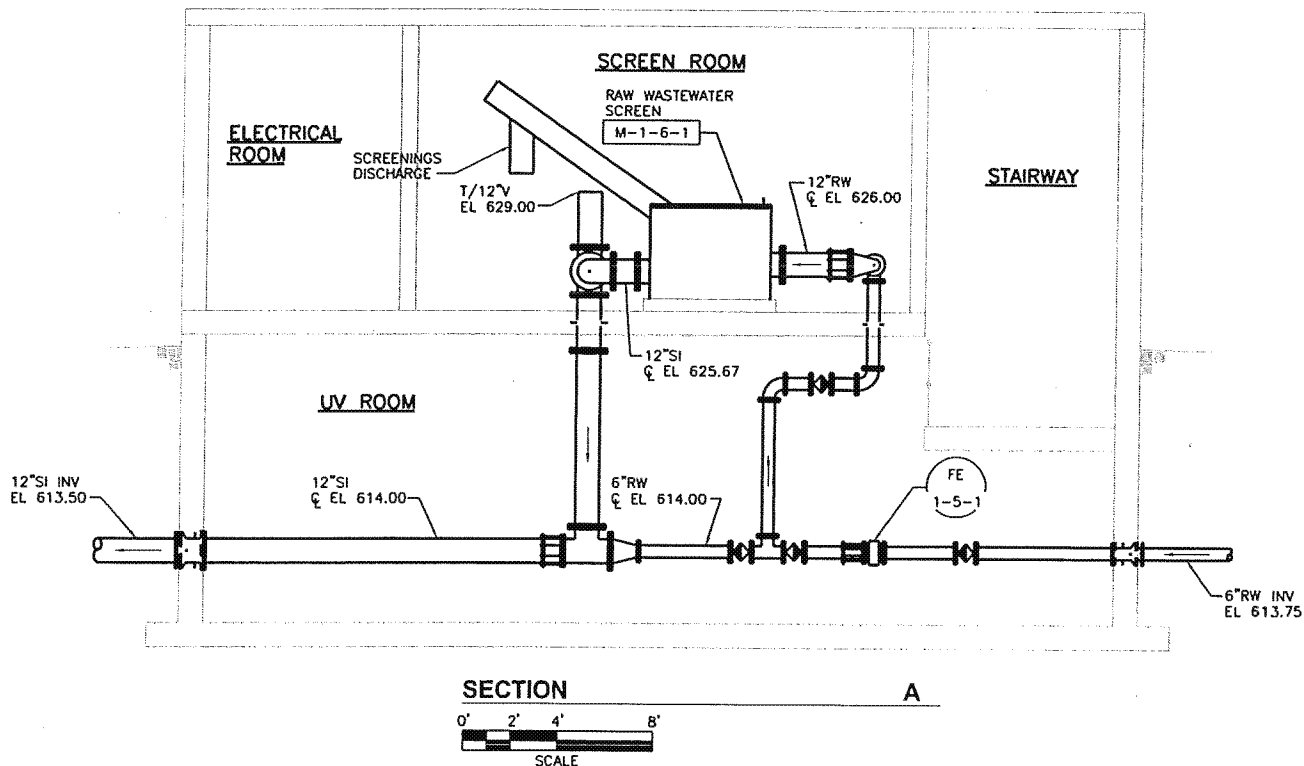 SCREEN ROOM
RAW WASTEWATER
SCREEN
M-1-6-1
ELECTRICAL
ROOM
SCREENINGS
DISCHARGE
T/12"V
EL 629.00
12"RW
℄ EL 626.00
STAIRWAY
12"SI
℄ EL 625.67
UV ROOM
12"SI INV
EL 613.50
12"SI
℄ EL 614.00
6"RW
℄ EL 614.00
FE
1-5-1
6"RW INV
EL 613.75
SECTION A
0' 2' 4' 8'
SCALE